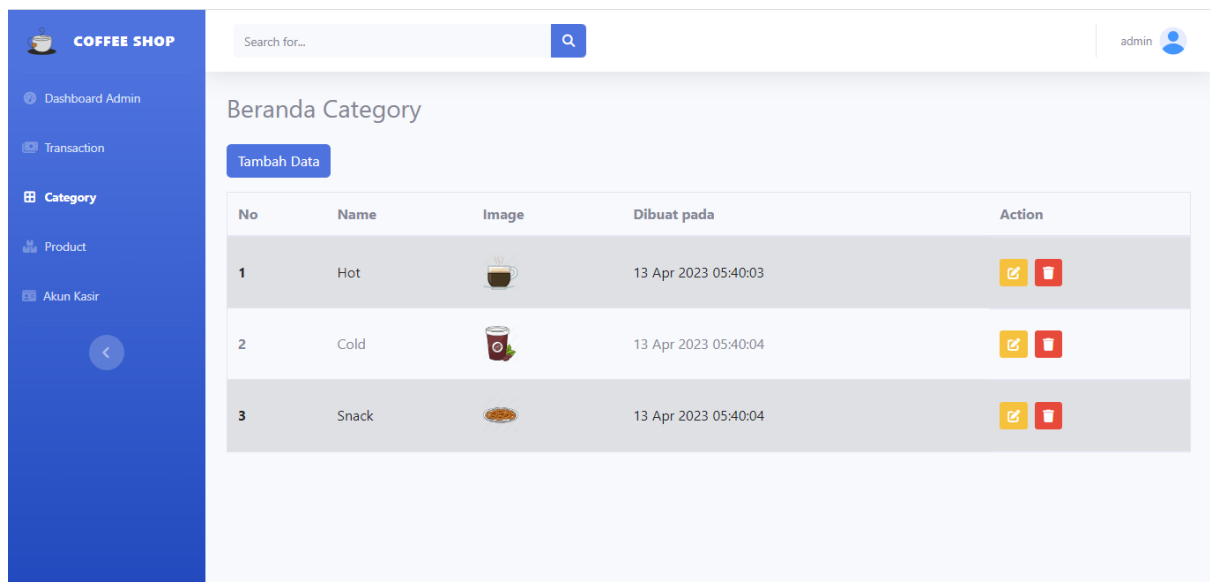 COFFEE SHOP
Search for...
admin
Dashboard Admin
Transaction
Category
Product
Akun Kasir
Beranda Category
Tambah Data
No Name Image Dibuat pada Action
1 Hot 13 Apr 2023 05:40:03
2 Cold 13 Apr 2023 05:40:04
3 Snack 13 Apr 2023 05:40:04